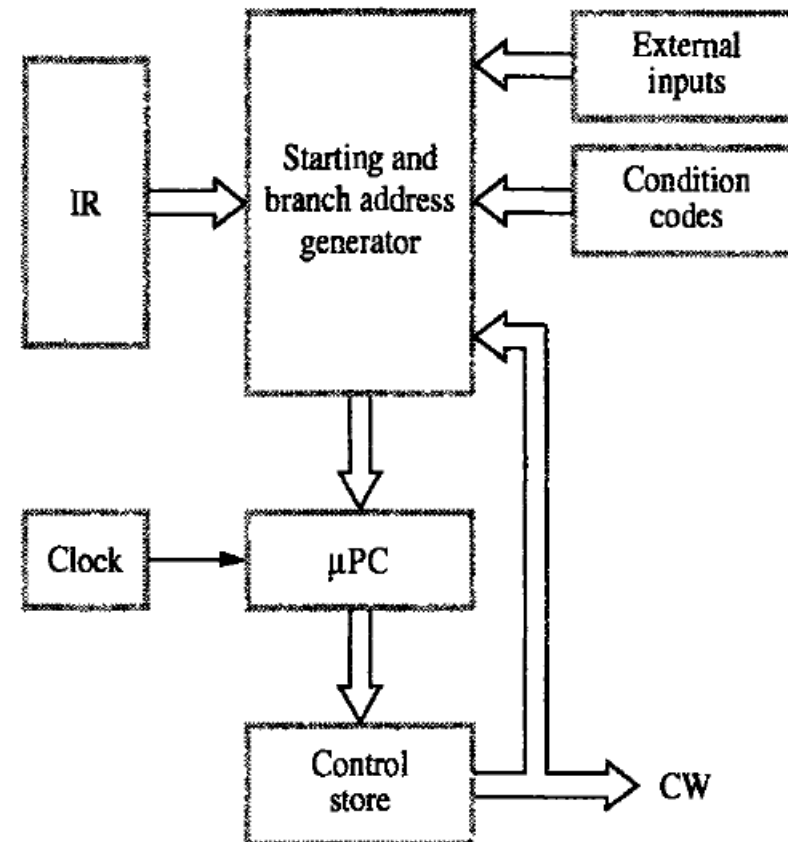 External
inputs
Starting and
branch address
generator
IR
Condition
codes
Clock
μPC
Control
store
CW